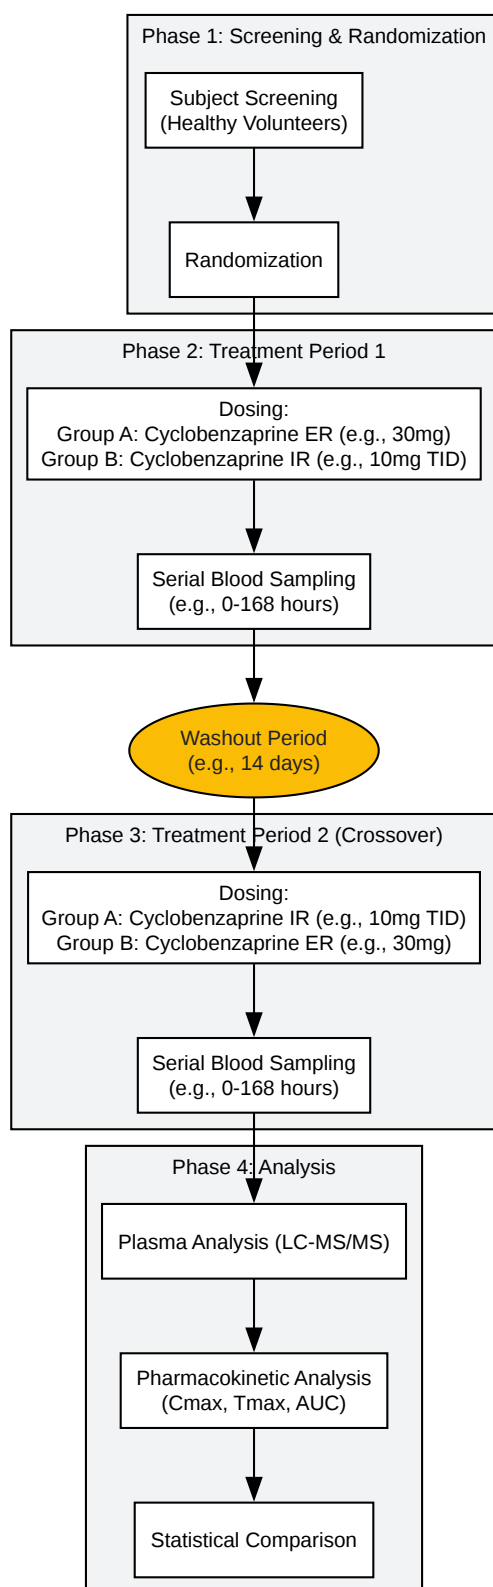 Phase 1: Screening & Randomization
Subject Screening
(Healthy Volunteers)
Randomization
Phase 2: Treatment Period 1
Dosing:
Group A: Cyclobenzaprine ER (e.g., 30mg)
Group B: Cyclobenzaprine IR (e.g., 10mg TID)
Serial Blood Sampling
(e.g., 0-168 hours)
Washout Period
(e.g., 14 days)
Phase 3: Treatment Period 2 (Crossover)
Dosing:
Group A: Cyclobenzaprine IR (e.g., 10mg TID)
Group B: Cyclobenzaprine ER (e.g., 30mg)
Serial Blood Sampling
(e.g., 0-168 hours)
Phase 4: Analysis
Plasma Analysis (LC-MS/MS)
Pharmacokinetic Analysis
(Cmax, Tmax, AUC)
Statistical Comparison